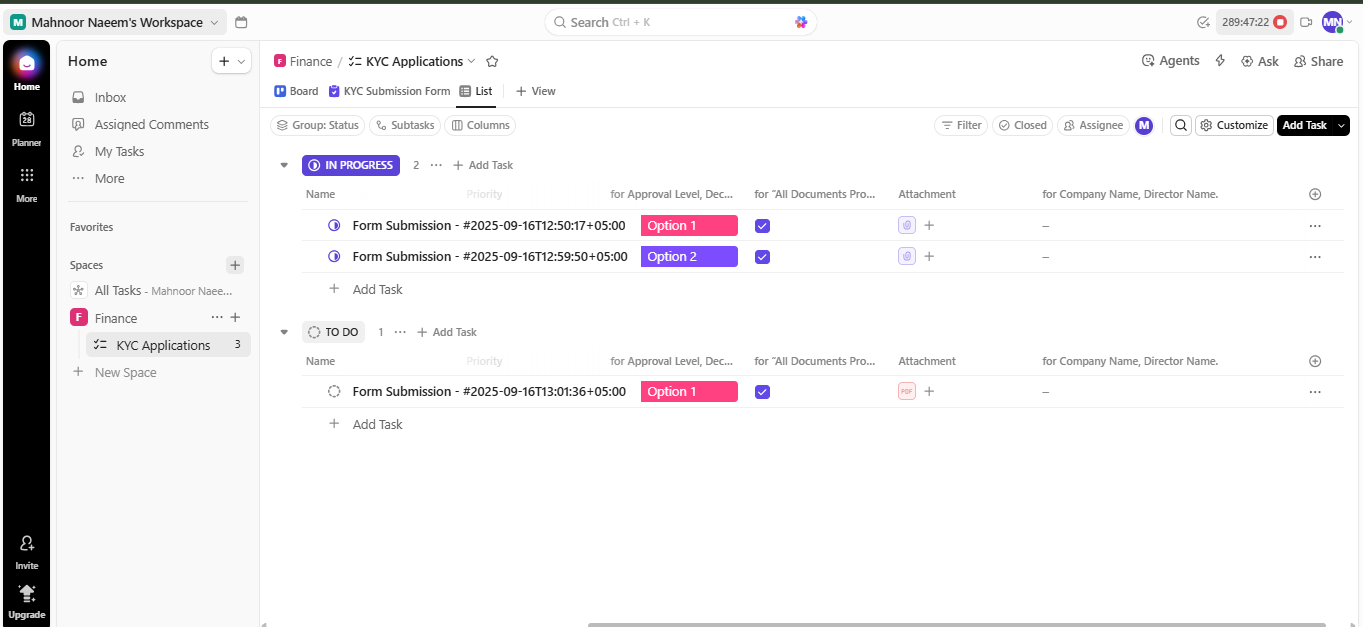 M Mahnoor Naeem's Workspace
Search Ctrl + K
289:47:22
MN
Home
28
Planner
More
Invite
Upgrade
Home
Inbox
Assigned Comments
My Tasks
More
Favorites
Spaces
All Tasks - Mahnoor Naee...
F Finance
KYC Applications 3
New Space
F Finance / KYC Applications
Agents Ask Share
Board KYC Submission Form List + View
Group: Status Subtasks Columns
Filter Closed Assignee M Customize Add Task
IN PROGRESS 2 ... + Add Task
Name Priority for Approval Level, Dec... for “All Documents Pro... Attachment for Company Name, Director Name.
Form Submission - #2025-09-16T12:50:17+05:00 Option 1 + – ...
Form Submission - #2025-09-16T12:59:50+05:00 Option 2 + – ...
+ Add Task
TO DO 1 ... + Add Task
Name Priority for Approval Level, Dec... for “All Documents Pro... Attachment for Company Name, Director Name.
Form Submission - #2025-09-16T13:01:36+05:00 Option 1 PDF + – ...
+ Add Task